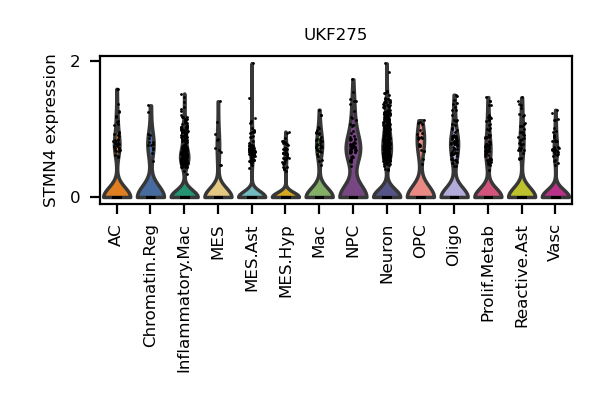 UKF275
STMN4 expression
2
0
AC
Chromatin.Reg
Inflammatory.Mac
MES
MES.Ast
MES.Hyp
Mac
NPC
Neuron
OPC
Oligo
Prolif.Metab
Reactive.Ast
Vasc